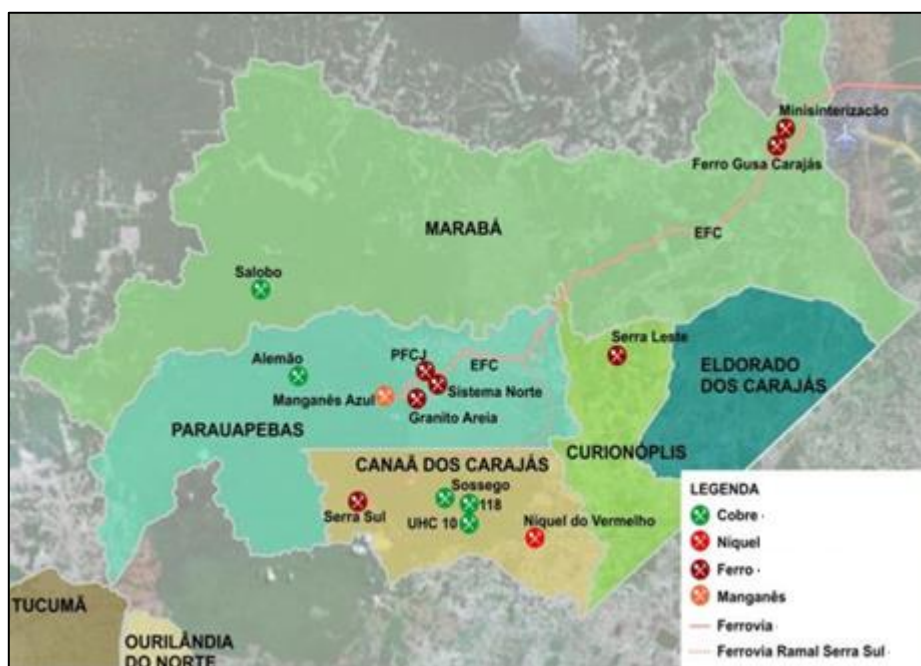 Minisinterização
Ferro Gusa Carajás
MARABÁ
EFC
Salobo
Serra Leste
Alemão
PFCJ
EFC
ELDORADO
DOS CARAJÁS
Sistema Norte
Manganês Azul
Granito Areia
PARAUAPEBAS
CURIONÓPLIS
CANAÃ DOS CARAJÁS
Sossego
118
Serra Sul
UHC 10
Níquel do Vermelho
LEGENDA
Cobre
Níquel
Ferro
Manganês
Ferrovia
Ferrovia Ramal Serra Sul
TUCUMÃ
OURILÂNDIA
DO NORTE